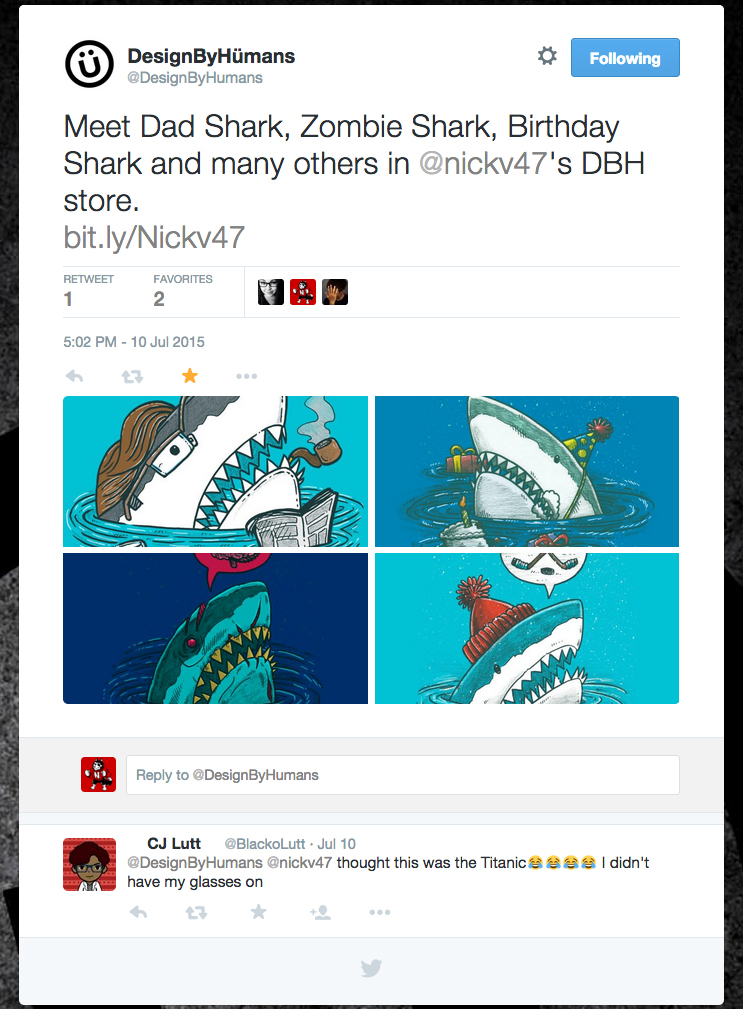 DesignByHümans
@DesignByHumans
Following
Meet Dad Shark, Zombie Shark, Birthday
Shark and many others in @nickv47's DBH
store.
bit.ly/Nickv47
RETWEET
1
FAVORITES
2
5:02 PM - 10 Jul 2015
Reply to @DesignByHumans
CJ Lutt @BlackoLutt · Jul 10
@DesignByHumans @nickv47 thought this was the Titanic😂😂😂😂 I didn't
have my glasses on